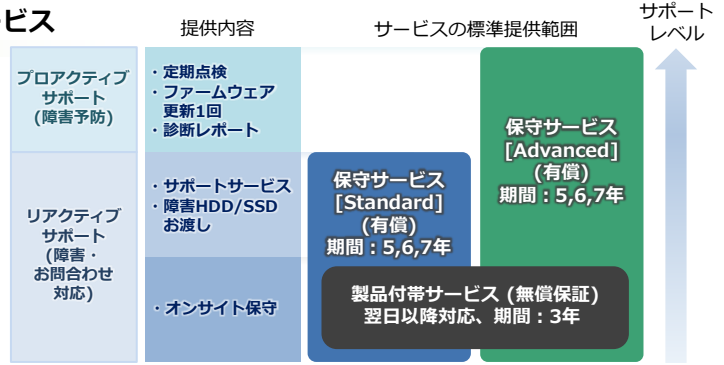 ービス
提供内容
サービスの標準提供範囲
サポート
レベル
プロアクティブ
サポート
(障害予防)
・定期点検
・ファームウェア
更新1回
・診断レポート
リアクティブ
サポート
(障害・
お問合わせ
対応)
・サポートサービス
・障害HDD/SSD
お渡し
・オンサイト保守
保守サービス
[Standard]
(有償)
期間：5,6,7年
保守サービス
[Advanced]
(有償)
期間：5,6,7年
製品付帯サービス (無償保証)
翌日以降対応、期間：3年